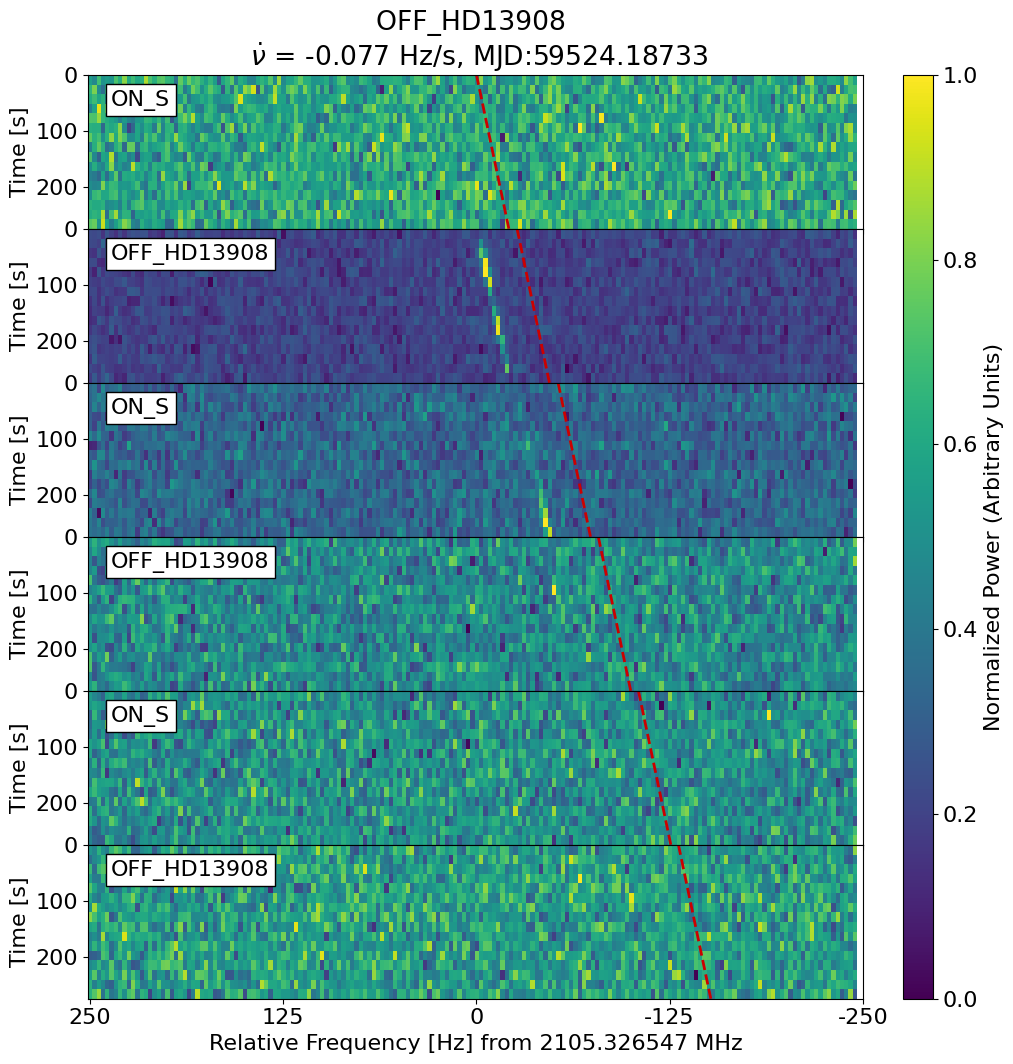 OFF_HD13908
ν̇ = -0.077 Hz/s, MJD:59524.18733
0
100
200
Time [s]
ON_S
0
100
200
Time [s]
OFF_HD13908
0
100
200
Time [s]
ON_S
0
100
200
Time [s]
OFF_HD13908
0
100
200
Time [s]
ON_S
0
100
200
Time [s]
OFF_HD13908
250 125 0 -125 -250
Relative Frequency [Hz] from 2105.326547 MHz
1.0
0.8
0.6
0.4
0.2
0.0
Normalized Power (Arbitrary Units)